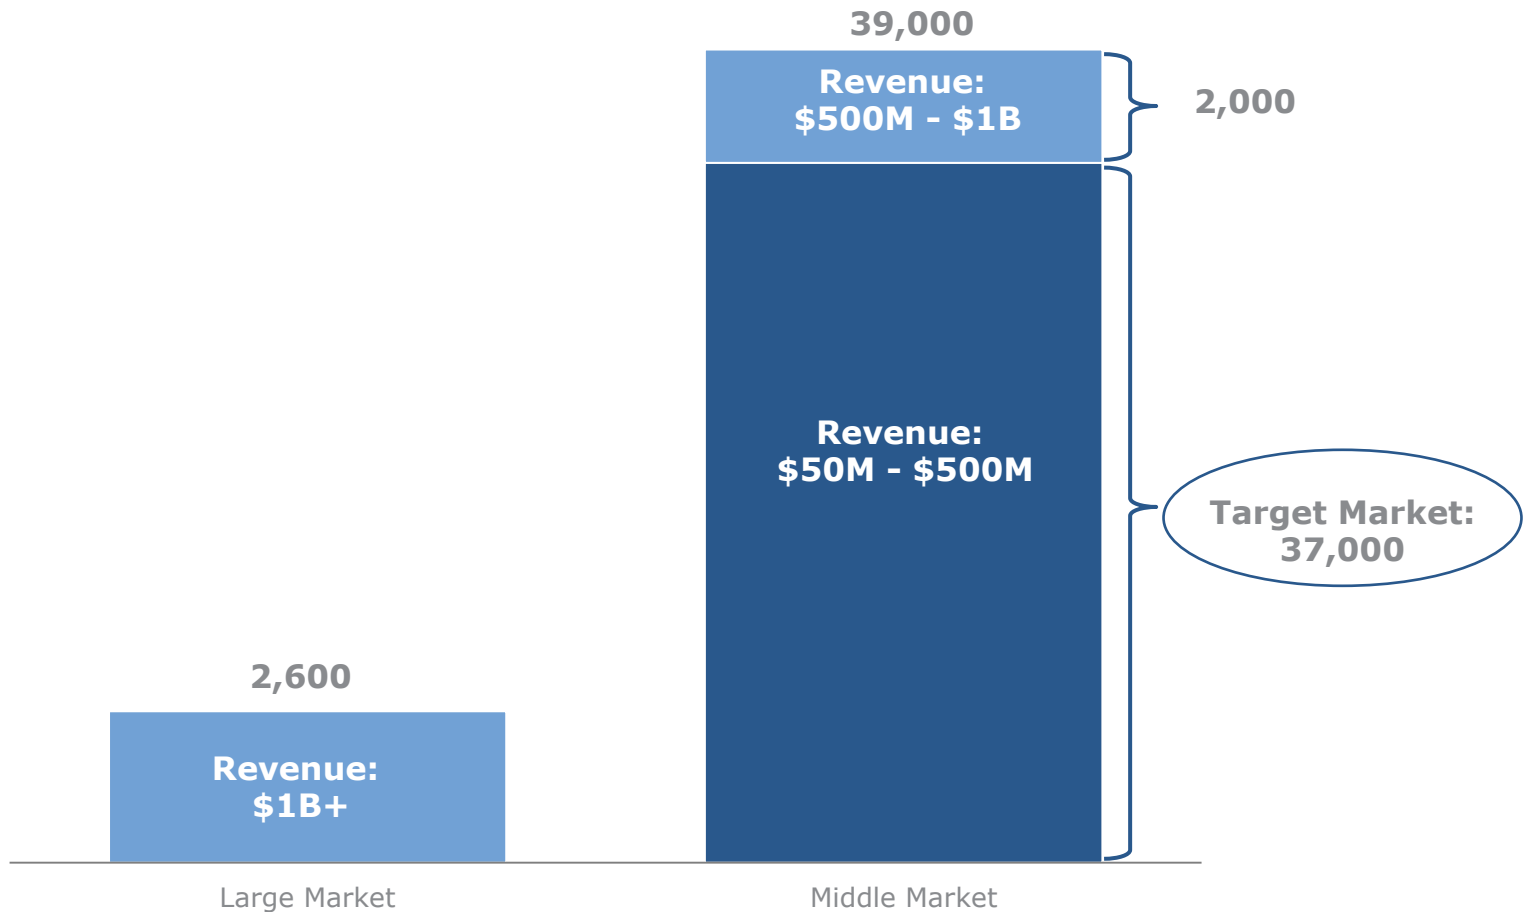 39,000
Revenue:
$500M - $1B
2,000
Revenue:
$50M - $500M
Target Market:
37,000
2,600
Revenue:
$1B+
Large Market
Middle Market